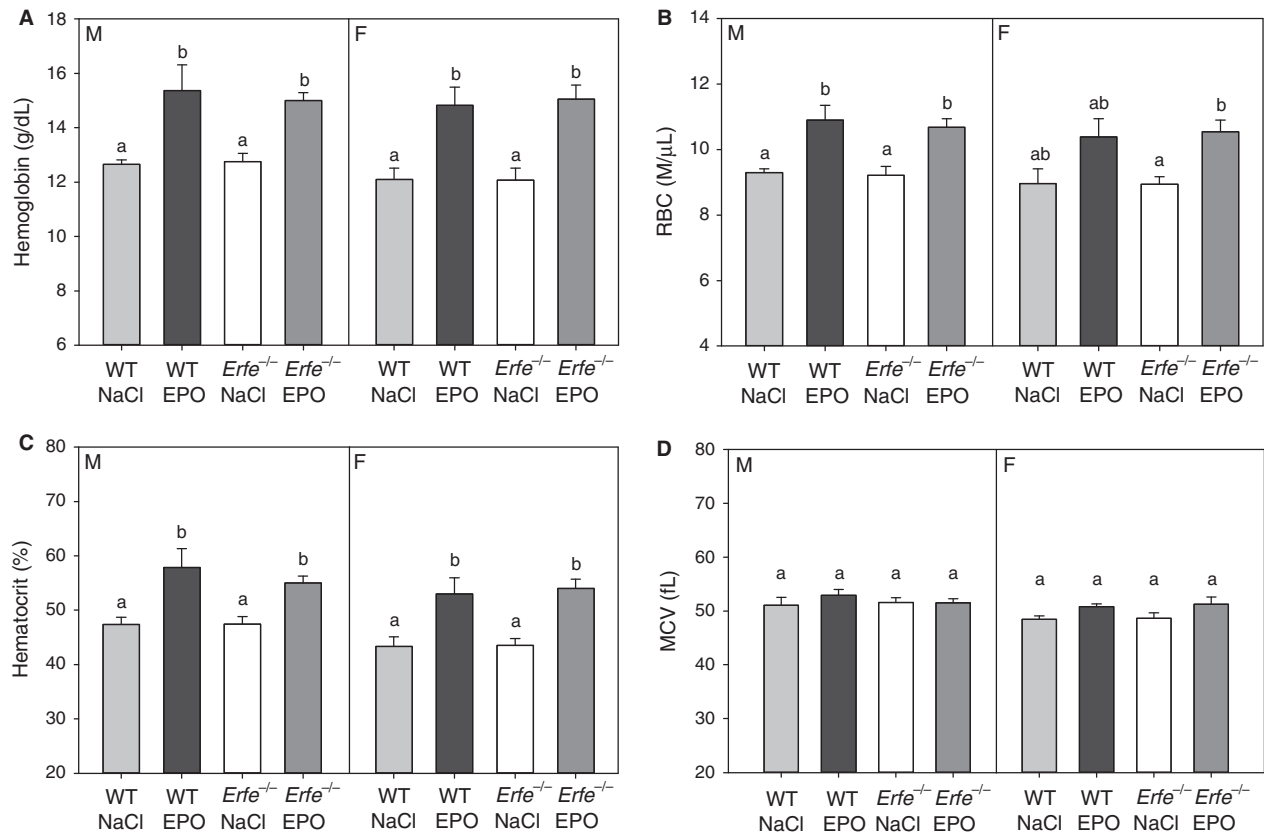 A
18
16
14
12
10
8
6
Hemoglobin (g/dL)
M
F
a
b
a
b
a
b
a
b
WT
NaCl
WT
EPO
Erfe−/−
NaCl
Erfe−/−
EPO
WT
NaCl
WT
EPO
Erfe−/−
NaCl
Erfe−/−
EPO
B
14
12
10
8
6
4
RBC (M/μL)
M
F
a
b
a
b
ab
ab
a
b
WT
NaCl
WT
EPO
Erfe−/−
NaCl
Erfe−/−
EPO
WT
NaCl
WT
EPO
Erfe−/−
NaCl
Erfe−/−
EPO
C
80
70
60
50
40
30
20
Hematocrit (%)
M
F
a
b
a
b
a
b
a
b
WT
NaCl
WT
EPO
Erfe−/−
NaCl
Erfe−/−
EPO
WT
NaCl
WT
EPO
Erfe−/−
NaCl
Erfe−/−
EPO
D
80
70
60
50
40
30
20
MCV (fL)
M
F
a
a
a
a
a
a
a
a
WT
NaCl
WT
EPO
Erfe−/−
NaCl
Erfe−/−
EPO
WT
NaCl
WT
EPO
Erfe−/−
NaCl
Erfe−/−
EPO